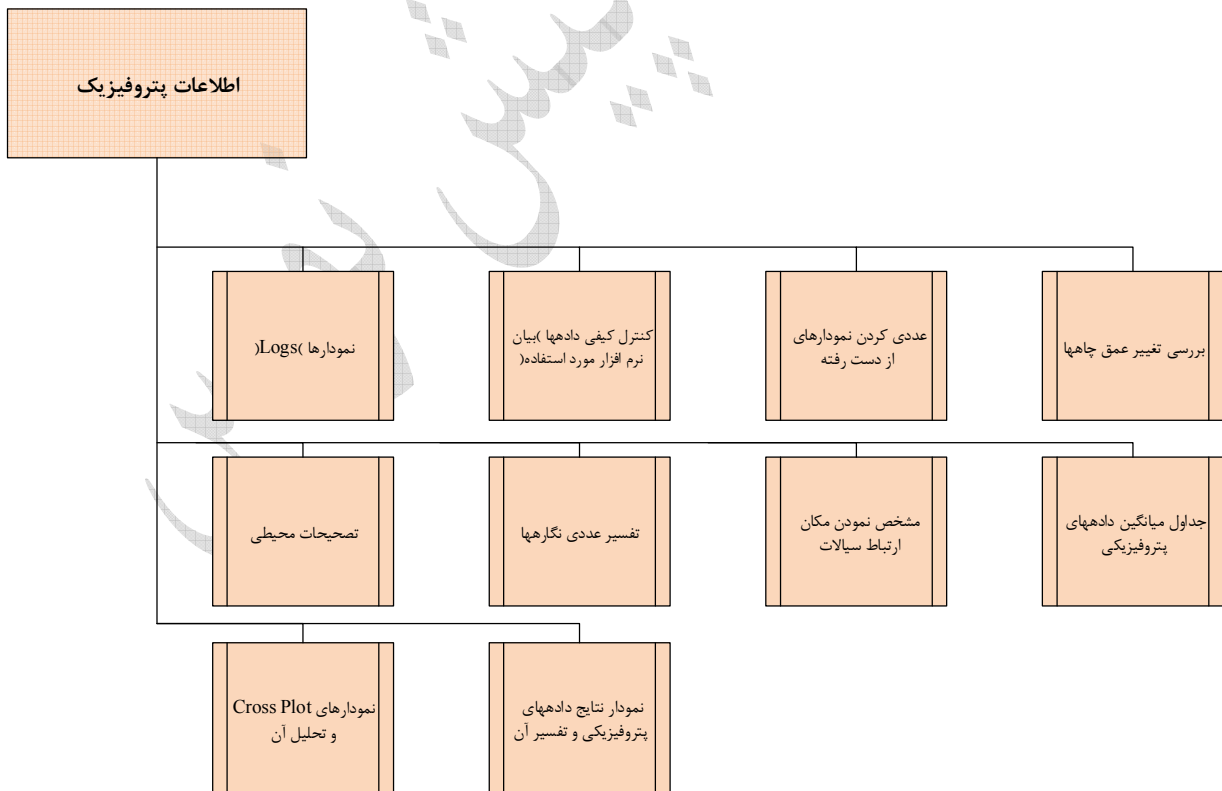 اطلاعات پتروفیزیک
نمودارها )Logs(
کنترل کیفی دادهها )بیان
نرم افزار مورد استفاده(
عددی کردن نمودارهای
از دست رفته
بررسی تغییر عمق چاهها
تصحیحات محیطی
تفسیر عددی نگارهها
مشخص نمودن مکان
ارتباط سیالات
جداول میانگین دادههای
پتروفیزیکی
نمودارهای Cross Plot
و تحلیل آن
نمودار نتایج دادههای
پتروفیزیکی و تفسیر آن